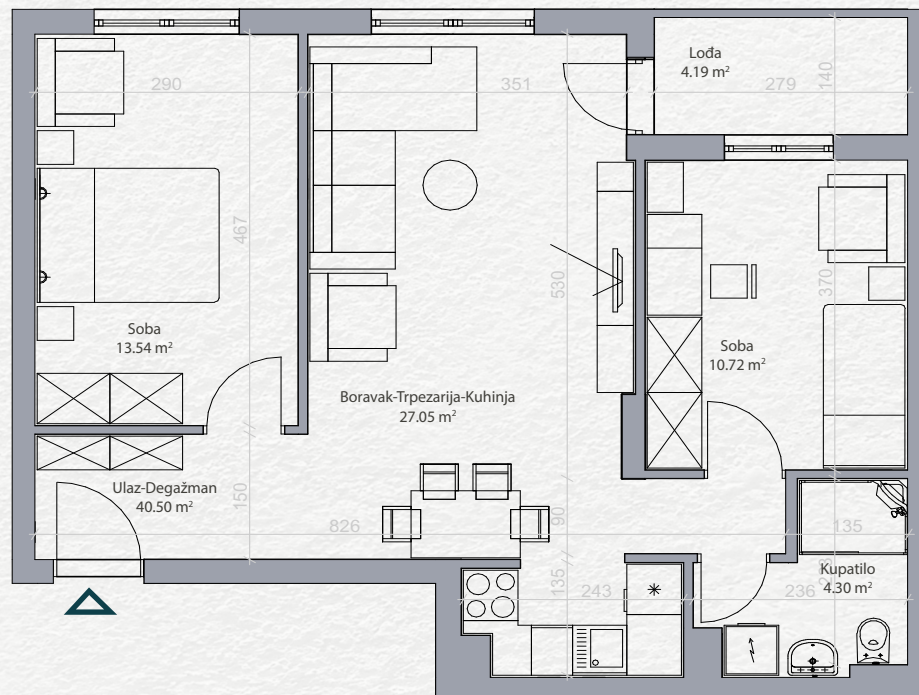 Lođa
4.19 m²
290
351
279
140
467
530
370
Soba
13.54 m²
Soba
10.72 m²
Boravak-Trpezarija-Kuhinja
27.05 m²
Ulaz-Degažman
40.50 m²
150
826
90
135
135
243
236
Kupatilo
4.30 m²